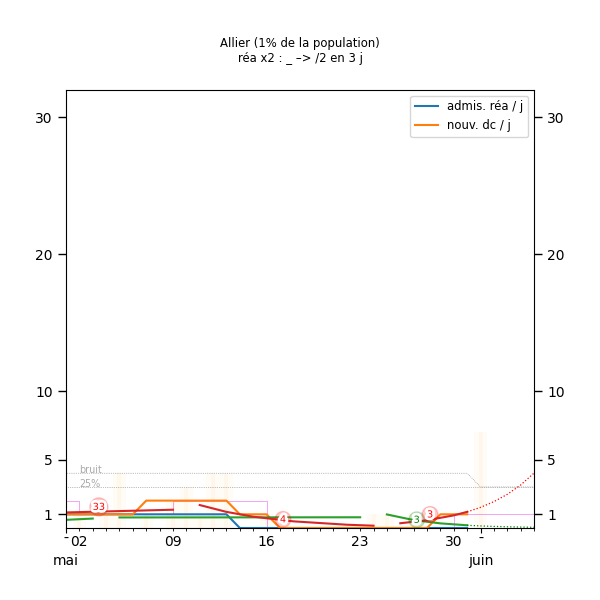 Allier (1% de la population)
réa x2 : _ –> /2 en 3 j
admis. réa / j
nouv. dc / j
30 30
20 20
10 10
5 5
bruit
25%
33
4
3
3
1 1
02 09 16 23 30 -
mai juin